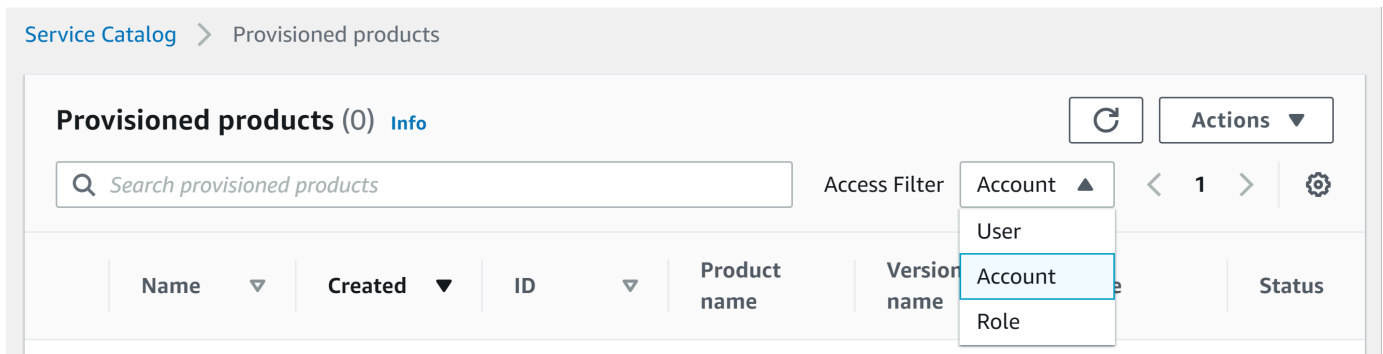 Service Catalog > Provisioned products
Provisioned products (0) Info
Actions
Search provisioned products
Access Filter Account
1
User
Account
Role
Name
Created
ID
Product
name
Version
name
Status